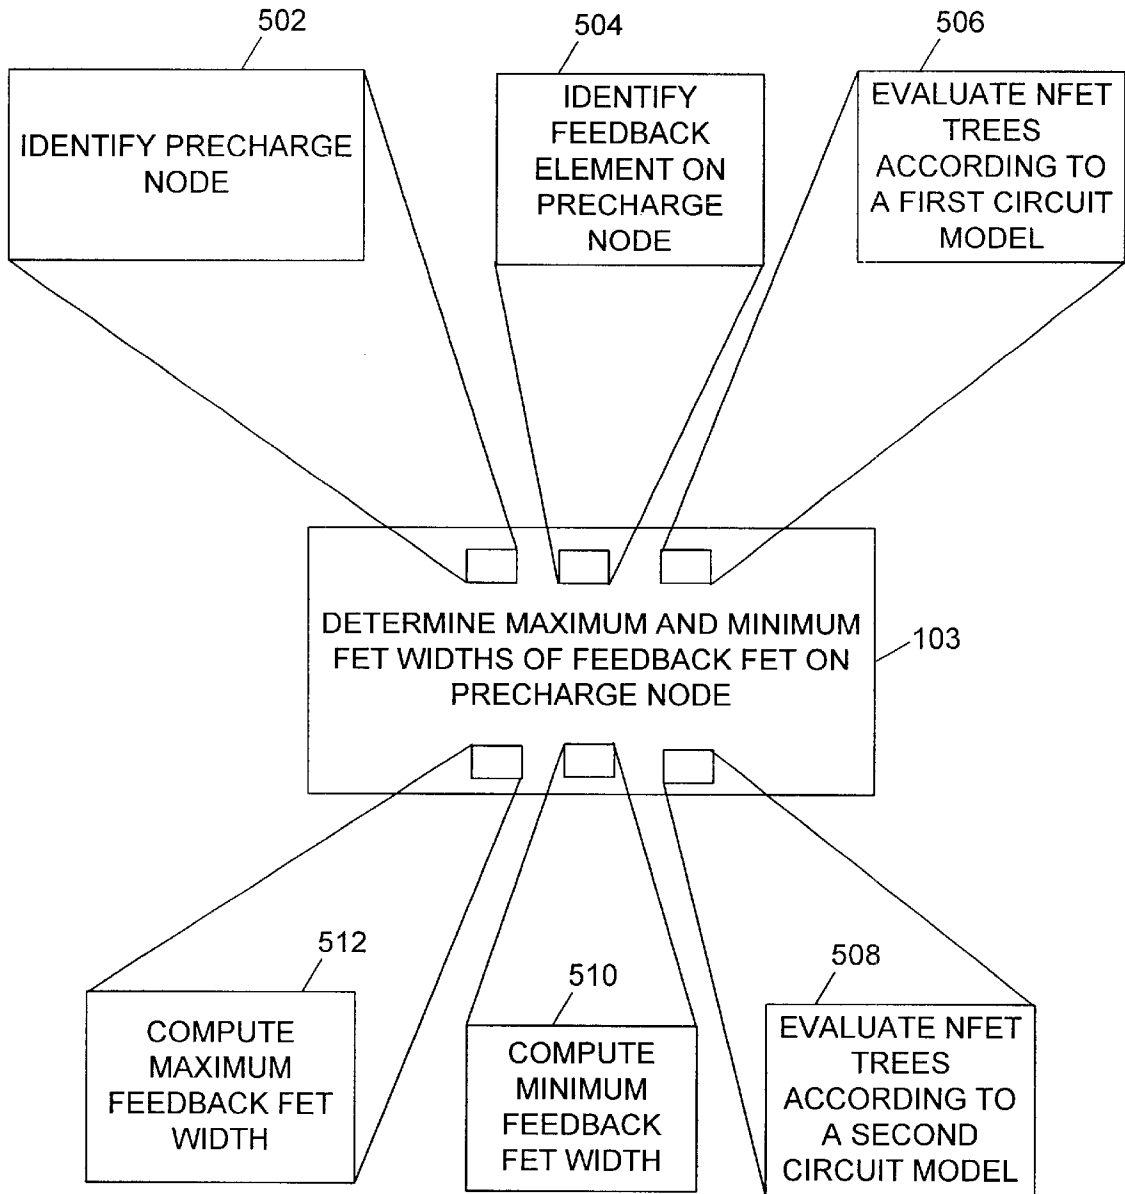 502
504
506
IDENTIFY PRECHARGE
NODE
IDENTIFY
FEEDBACK
ELEMENT ON
PRECHARGE
NODE
EVALUATE NFET
TREES
ACCORDING TO
A FIRST CIRCUIT
MODEL
DETERMINE MAXIMUM AND MINIMUM
FET WIDTHS OF FEEDBACK FET ON
PRECHARGE NODE
103
512
510
508
COMPUTE
MAXIMUM
FEEDBACK FET
WIDTH
COMPUTE
MINIMUM
FEEDBACK
FET WIDTH
EVALUATE NFET
TREES
ACCORDING TO
A SECOND
CIRCUIT MODEL